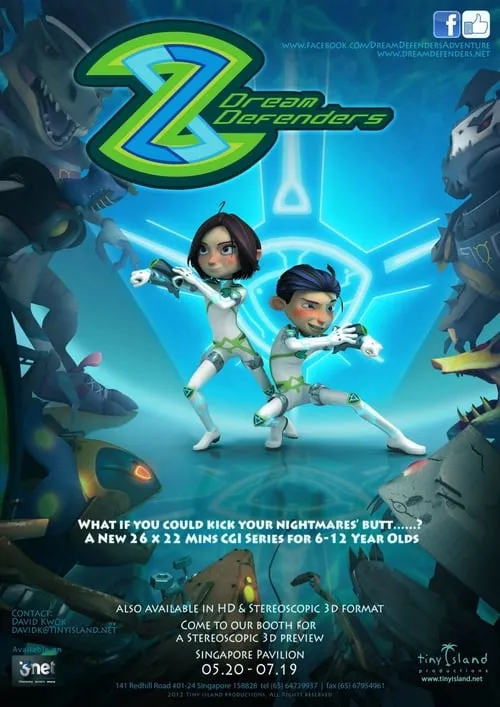 www.facebook.com/DreamDefendersAdventure
www.dreamdefenders.net
Dream
Defenders
What if you could kick your nightmares' butt......?
A New 26 x 22 Mins CGI Series for 6-12 Year Olds
Also available in HD & Stereoscopic 3D format
Come to our booth for
a Stereoscopic 3D preview
Singapore Pavilion
05.20 - 07.19
Contact:
David Kwok
davidk@tinyisland.net
Available on
3net
tiny island
productions
www.tinyisland.net
141 Redhill Road #01-24 Singapore 158828 tel (65) 64739937 | fax (65) 67954961
2012 Tiny Island Productions. All Rights Reserved